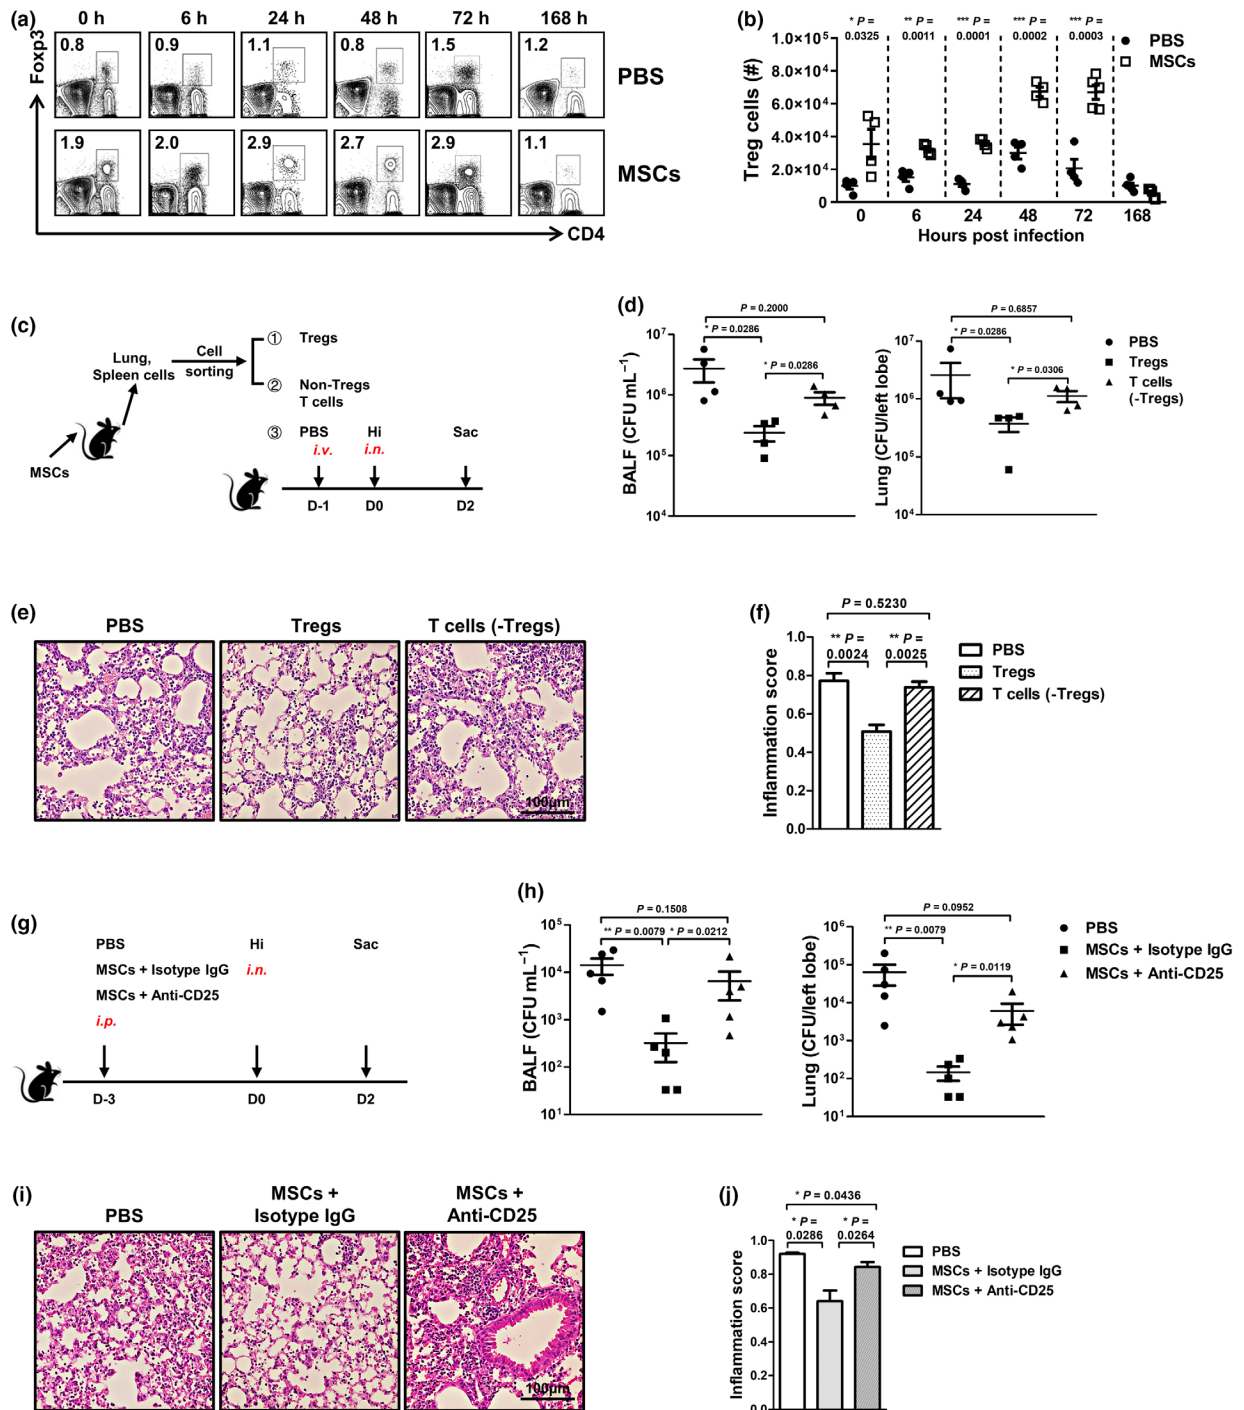 (a)
0 h 6 h 24 h 48 h 72 h 168 h
Foxp3
0.8 0.9 1.1 0.8 1.5 1.2
PBS
1.9 2.0 2.9 2.7 2.9 1.1
MSCs
CD4
(b)
* P = ** P = *** P = *** P = *** P =
0.0325 0.0011 0.0001 0.0002 0.0003
PBS
MSCs
Treg cells (#)
1.0×10⁵
8.0×10⁴
6.0×10⁴
4.0×10⁴
2.0×10⁴
0
0 6 24 48 72 168
Hours post infection
(c)
MSCs
Lung,
Spleen cells
Cell
sorting
① Tregs
② Non-Tregs
T cells
③ PBS Hi Sac
i.v. i.n.
D-1 D0 D2
(d)
P = 0.2000
* P = 0.0286
* P = 0.0286
BALF (CFU mL⁻¹)
10⁷
10⁶
10⁵
10⁴
P = 0.6857
* P = 0.0286
* P = 0.0306
Lung (CFU/left lobe)
10⁷
10⁶
10⁵
10⁴
PBS
Tregs
T cells
(-Tregs)
(e)
PBS Tregs T cells (-Tregs)
100μm
(f)
P = 0.5230
** P = ** P =
0.0024 0.0025
Inflammation score
1.0
0.8
0.6
0.4
0.2
0.0
PBS
Tregs
T cells (-Tregs)
(g)
PBS Hi Sac
MSCs + Isotype IgG i.n.
MSCs + Anti-CD25
i.p.
D-3 D0 D2
(h)
P = 0.1508
** P = 0.0079 * P = 0.0212
BALF (CFU mL⁻¹)
10⁵
10⁴
10³
10²
10¹
P = 0.0952
** P = 0.0079
* P = 0.0119
Lung (CFU/left lobe)
10⁶
10⁵
10⁴
10³
10²
10¹
PBS
MSCs + Isotype IgG
MSCs + Anti-CD25
(i)
PBS
MSCs +
Isotype IgG
MSCs +
Anti-CD25
100μm
(j)
* P = 0.0436
* P = * P =
0.0286 0.0264
Inflammation score
1.0
0.8
0.6
0.4
0.2
0.0
PBS
MSCs + Isotype IgG
MSCs + Anti-CD25